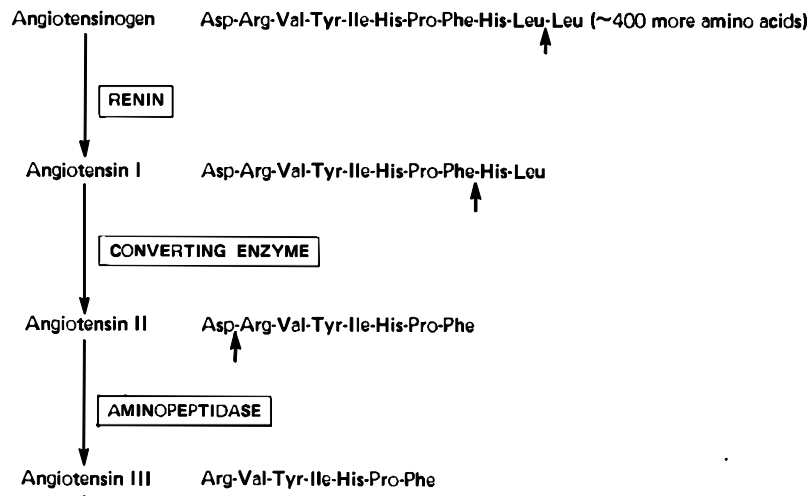 Angiotensinogen Asp-Arg-Val-Tyr-Ile-His-Pro-Phe-His-Leu-Leu (~400 more amino acids)
RENIN
Angiotensin I Asp-Arg-Val-Tyr-Ile-His-Pro-Phe-His-Leu
CONVERTING ENZYME
Angiotensin II Asp-Arg-Val-Tyr-Ile-His-Pro-Phe
AMINOPEPTIDASE
Angiotensin III Arg-Val-Tyr-Ile-His-Pro-Phe